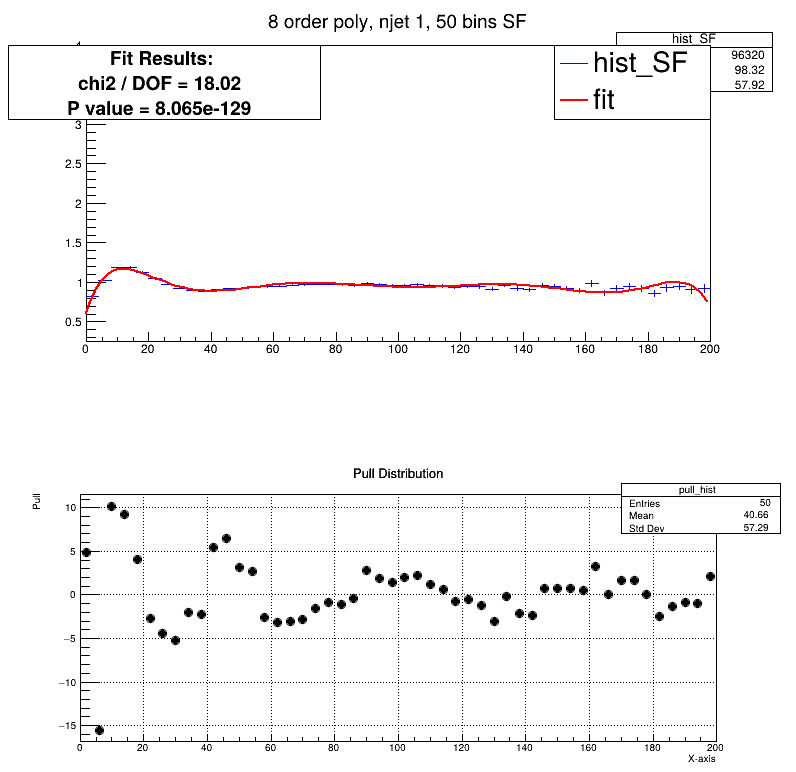 8 order poly, njet 1, 50 bins SF
hist_SF
96320
98.32
57.92
Fit Results:
chi2 / DOF = 18.02
P value = 8.065e-129
hist_SF
fit
3
2.5
2
1.5
1
0.5
0 20 40 60 80 100 120 140 160 180 200
Pull Distribution
pull_hist
Entries 50
Mean 40.66
Std Dev 57.29
Pull
10
5
0
−5
−10
−15
0 20 40 60 80 100 120 140 160 180 200
X-axis